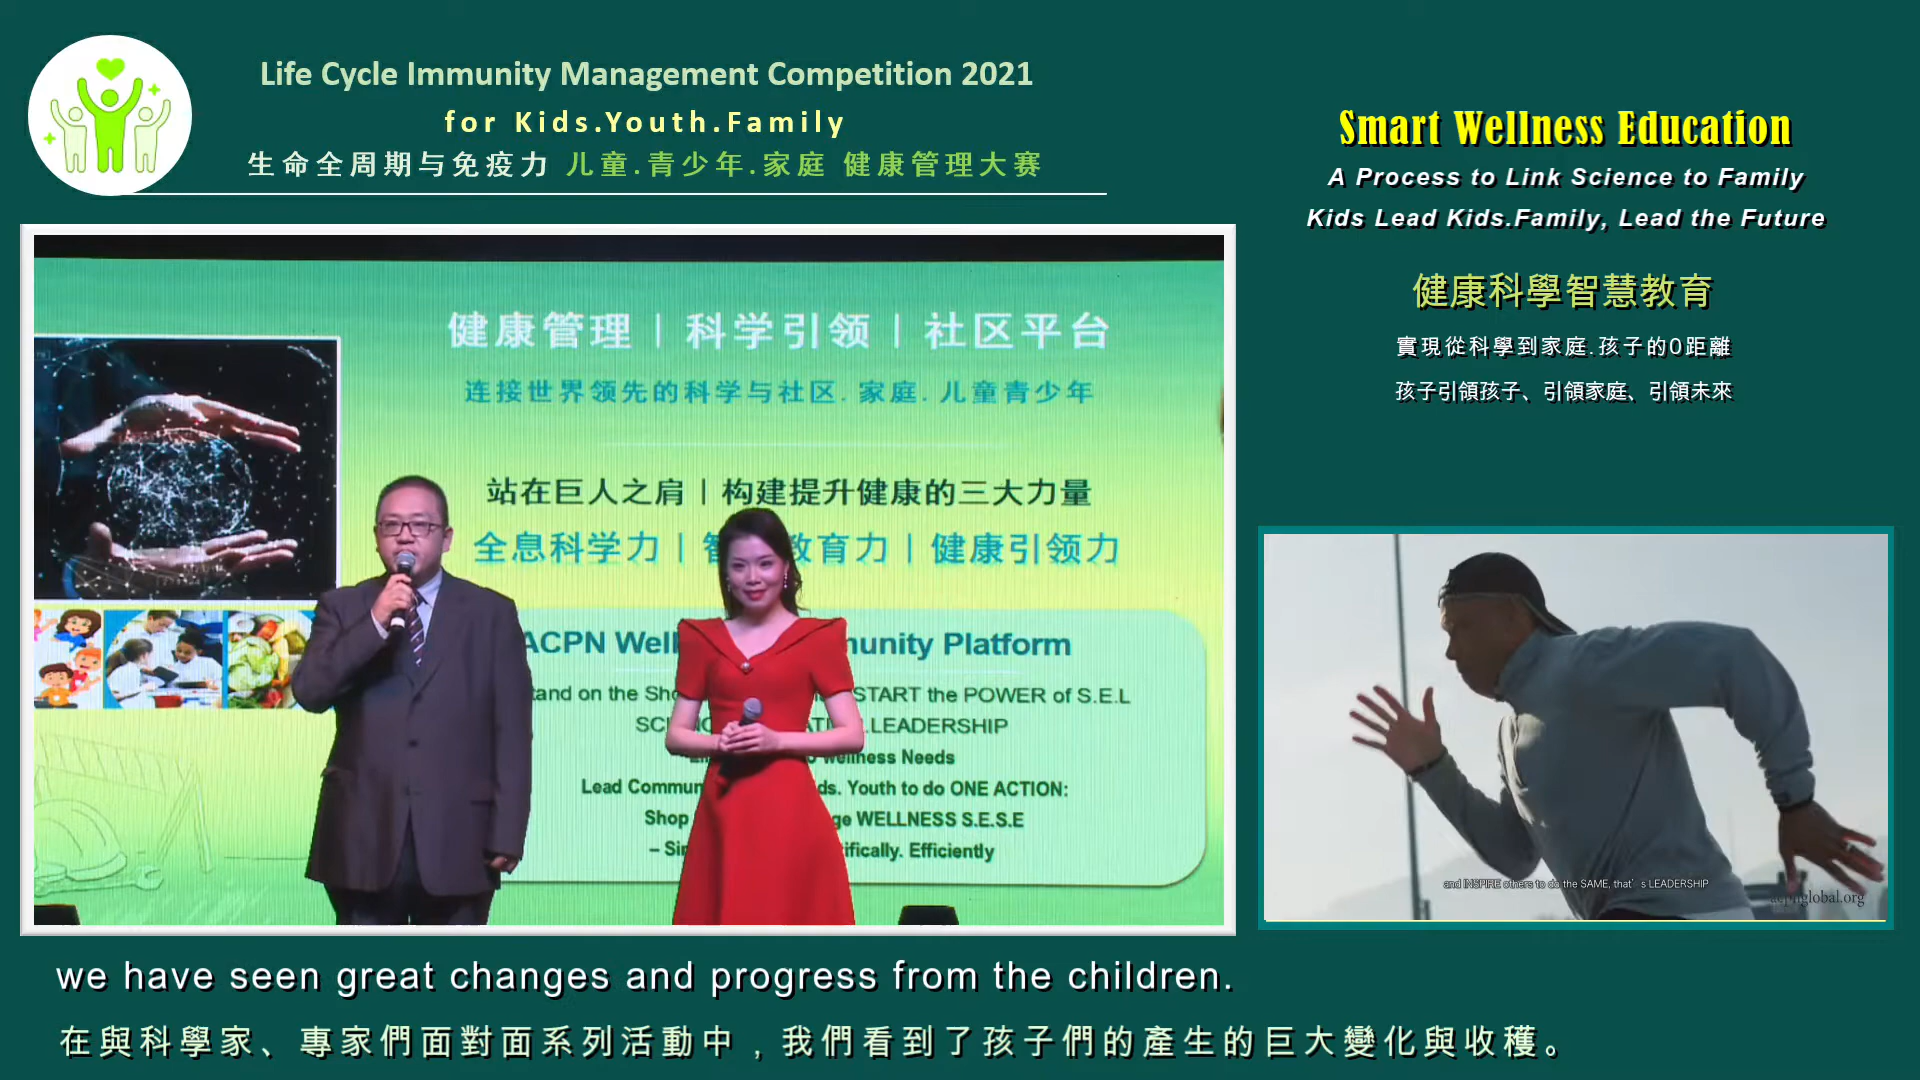 Life Cycle Immunity Management Competition 2021
for Kids.Youth.Family
生命全周期与免疫力 儿童.青少年.家庭 健康管理大赛
Smart Wellness Education
A Process to Link Science to Family
Kids Lead Kids.Family, Lead the Future
健康科學智慧教育
實現從科學到家庭.孩子的0距離
孩子引領孩子、引領家庭、引領未來
健康管理 | 科学引领 | 社区平台
连接世界领先的科学与社区. 家庭. 儿童青少年
站在巨人之肩 | 构建提升健康的三大力量
全息科学力 | 教育力 | 健康引领力
ACPN Platform
on the START the POWER of S.E.L
.LEADERSHIP
Wellness Needs
Lead Youth to do ONE ACTION:
Shop WELLNESS S.E.S.E
– Efficiently
and INSPIRE others to do the SAME, that's LEADERSHIP
we have seen great changes and progress from the children.
在與科學家、專家們面對面系列活動中，我們看到了孩子們的產生的巨大變化與收穫。